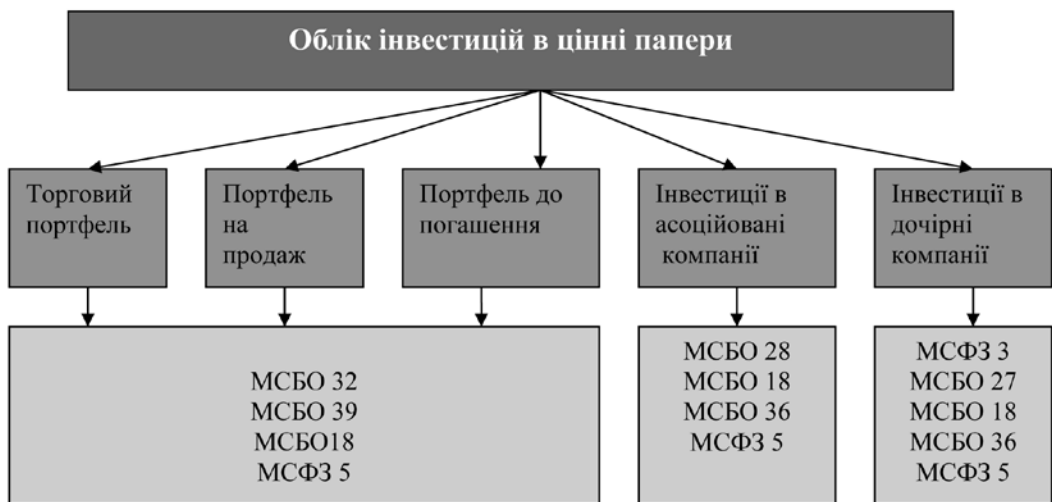 Облік інвестицій в цінні папери
Торговий
портфель
Портфель
на
продаж
Портфель до
погашення
Інвестиції в
асоційовані
компанії
Інвестиції в
дочірні
компанії
МСБО 32
МСБО 39
МСБО18
МСФЗ 5
МСБО 28
МСБО 18
МСБО 36
МСФЗ 5
МСФЗ 3
МСБО 27
МСБО 18
МСБО 36
МСФЗ 5